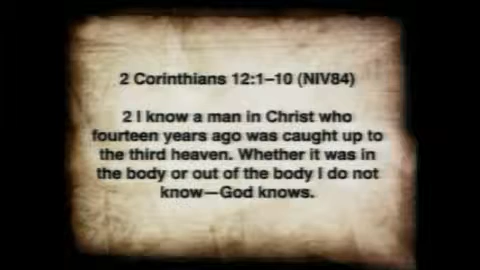 2 Corinthians 12:1–10 (NIV84)
2 I know a man in Christ who
fourteen years ago was caught up to
the third heaven. Whether it was in
the body or out of the body I do not
know—God knows.